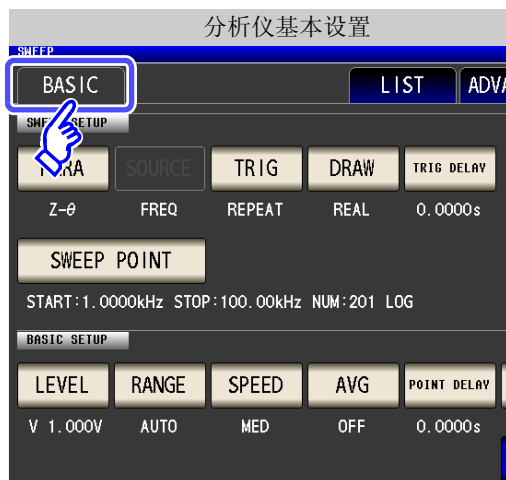 分析仪基本设置
SWEEP
BASIC LIST
SETUP
SOURCE TRIG DRAW TRIG DELAY
Z-θ FREQ REPEAT REAL 0.0000s
SWEEP POINT
START:1.0000kHz STOP:100.00kHz NUM:201 LOG
BASIC SETUP
LEVEL RANGE SPEED AVG POINT DELAY
V 1.000V AUTO MED OFF 0.0000s